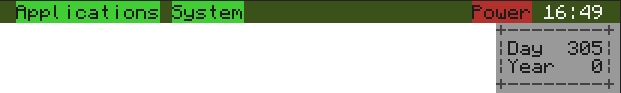 Applications System Power 16:49
Day 305
Year 0